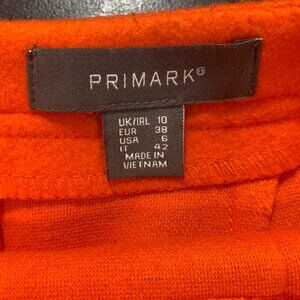 PRIMARK®
UK/IRL 10
EUR 38
USA 6
IT 42
MADE IN
VIETNAM